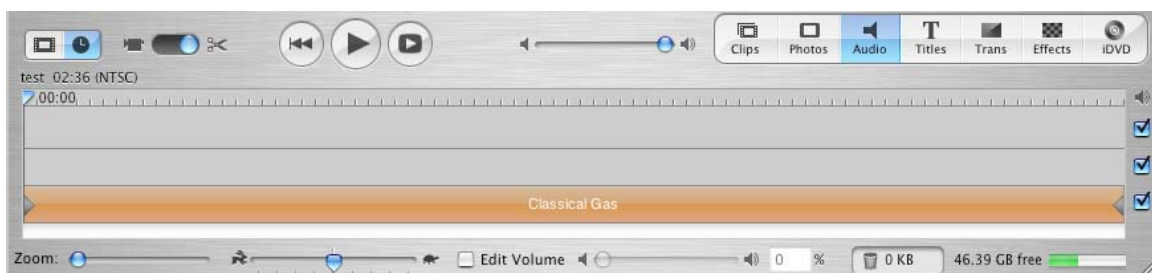 Clips Photos Audio Titles Trans Effects iDVD
test 02:36 (NTSC)
00:00
Classical Gas
Zoom: Edit Volume 0 % 0 KB 46.39 GB free